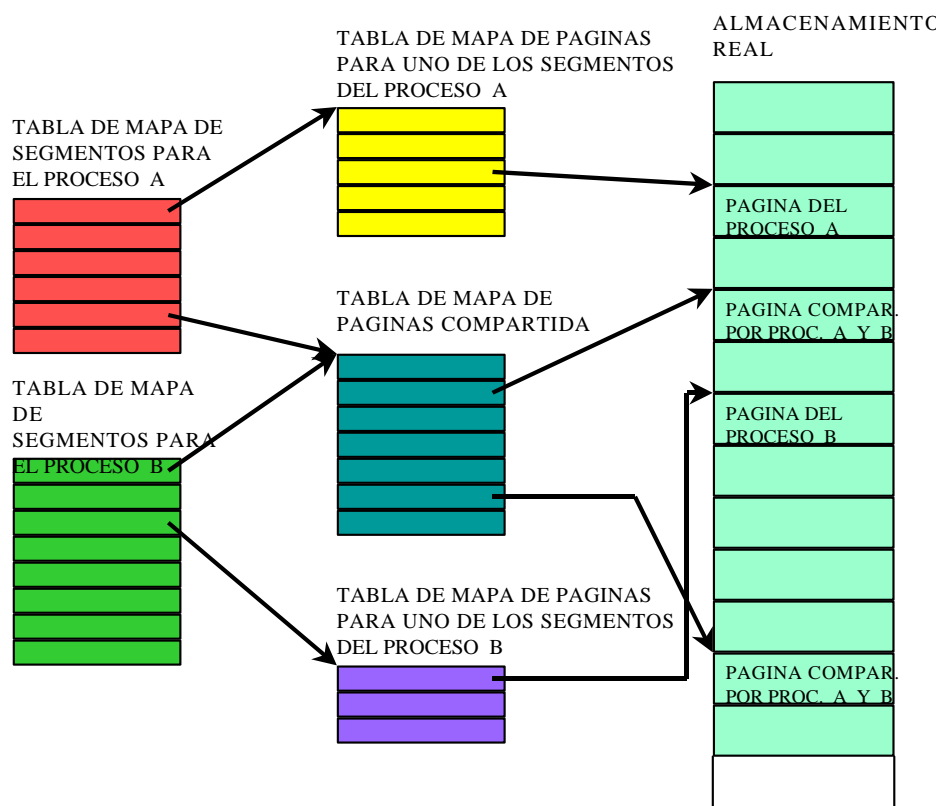 TABLA DE MAPA DE
SEGMENTOS PARA
EL PROCESO A
TABLA DE MAPA
DE
SEGMENTOS PARA
EL PROCESO B
TABLA DE MAPA DE PAGINAS
PARA UNO DE LOS SEGMENTOS
DEL PROCESO A
TABLA DE MAPA DE
PAGINAS COMPARTIDA
TABLA DE MAPA DE PAGINAS
PARA UNO DE LOS SEGMENTOS
DEL PROCESO B
ALMACENAMIENTO
REAL
PAGINA DEL
PROCESO A
PAGINA COMPAR.
POR PROC. A Y B
PAGINA DEL
PROCESO B
PAGINA COMPAR.
POR PROC. A Y B